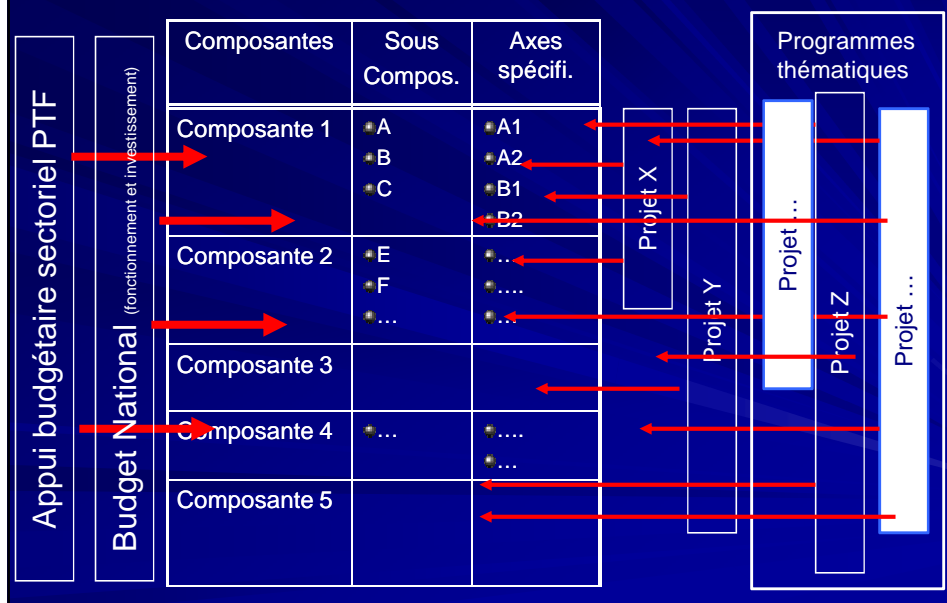 Appui budgétaire sectoriel PTF
Budget National (fonctionnement et investissement)
Composantes
Sous
Compos.
Axes
spécifi.
Composante 1
A
B
C
A1
A2
B1
B2
Composante 2
E
F
...
...
....
...
Composante 3
Composante 4
...
....
...
Composante 5
Projet X
Projet Y
Programmes
thématiques
Projet ...
Projet Z
Projet ...